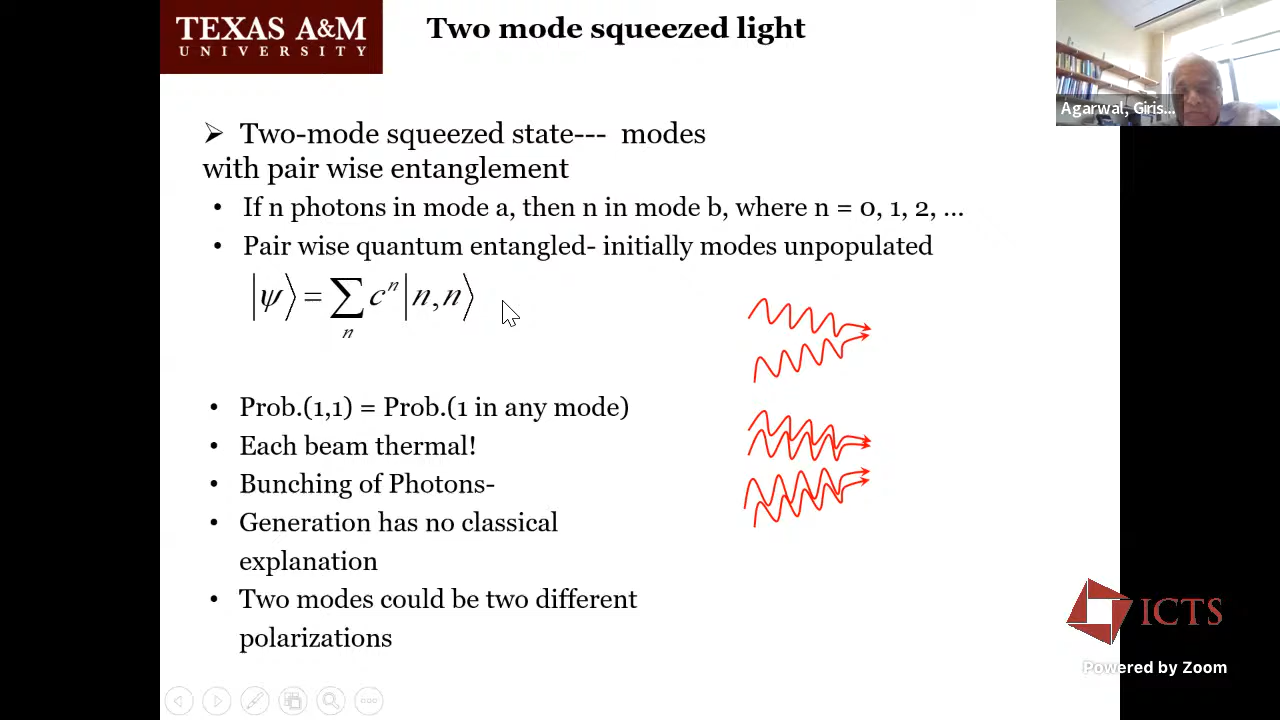 TEXAS A&M
UNIVERSITY
Two mode squeezed light
Agarwal, Giris...
➢ Two-mode squeezed state--- modes
with pair wise entanglement
• If n photons in mode a, then n in mode b, where n = 0, 1, 2, ...
• Pair wise quantum entangled- initially modes unpopulated
|ψ⟩ = ∑ cⁿ |n, n⟩
n
• Prob.(1,1) = Prob.(1 in any mode)
• Each beam thermal!
• Bunching of Photons-
• Generation has no classical
explanation
• Two modes could be two different
polarizations
ICTS
Powered by Zoom